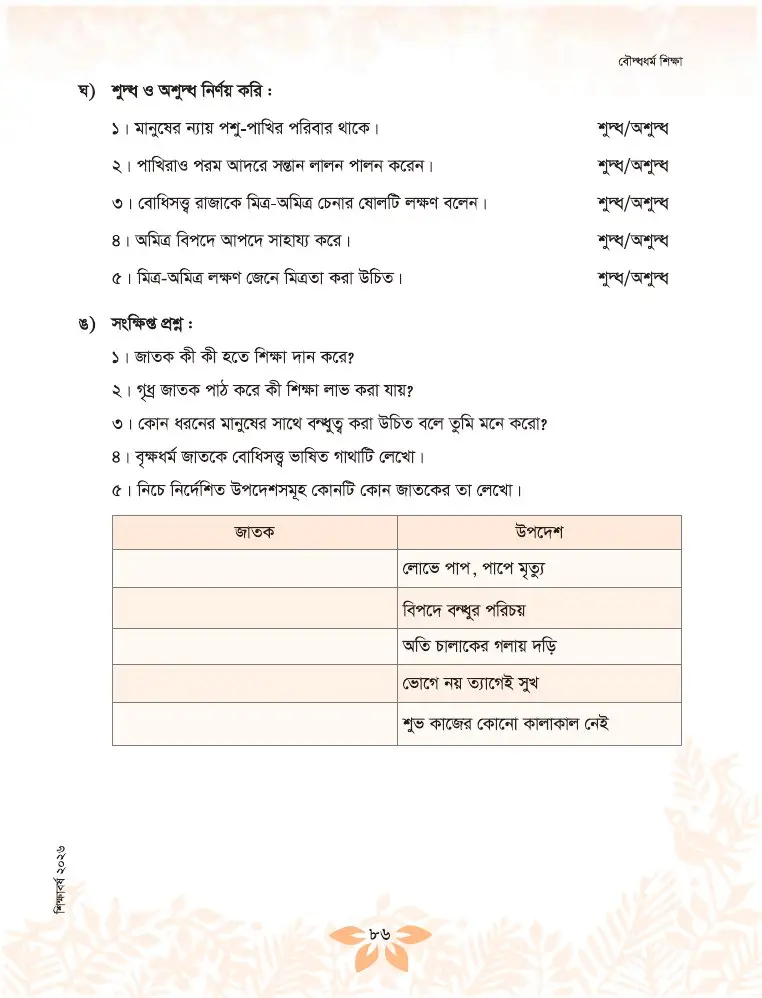 বৌদ্ধধর্ম শিক্ষা
ঘ) শুদ্ধ ও অশুদ্ধ নির্ণয় করি :
১। মানুষের ন্যায় পশু-পাখির পরিবার থাকে। শুদ্ধ/অশুদ্ধ
২। পাখিরাও পরম আদরে সন্তান লালন পালন করেন। শুদ্ধ/অশুদ্ধ
৩। বোধিসত্ত্ব রাজাকে মিত্র-অমিত্র চেনার ষোলটি লক্ষণ বলেন। শুদ্ধ/অশুদ্ধ
৪। অমিত্র বিপদে আপদে সাহায্য করে। শুদ্ধ/অশুদ্ধ
৫। মিত্র-অমিত্র লক্ষণ জেনে মিত্রতা করা উচিত। শুদ্ধ/অশুদ্ধ
ঙ) সংক্ষিপ্ত প্রশ্ন :
১। জাতক কী কী হতে শিক্ষা দান করে?
২। গৃধ্র জাতক পাঠ করে কী শিক্ষা লাভ করা যায়?
৩। কোন ধরনের মানুষের সাথে বন্ধুত্ব করা উচিত বলে তুমি মনে করো?
৪। বৃক্ষধর্ম জাতকে বোধিসত্ত্ব ভাষিত গাথাটি লেখো।
৫। নিচে নির্দেশিত উপদেশসমূহ কোনটি কোন জাতকের তা লেখো।
জাতক উপদেশ
লোভে পাপ, পাপে মৃত্যু
বিপদে বন্ধুর পরিচয়
অতি চালাকের গলায় দড়ি
ভোগে নয় ত্যাগেই সুখ
শুভ কাজের কোনো কালাকাল নেই
শিক্ষাবর্ষ ২০২৬
৮৬